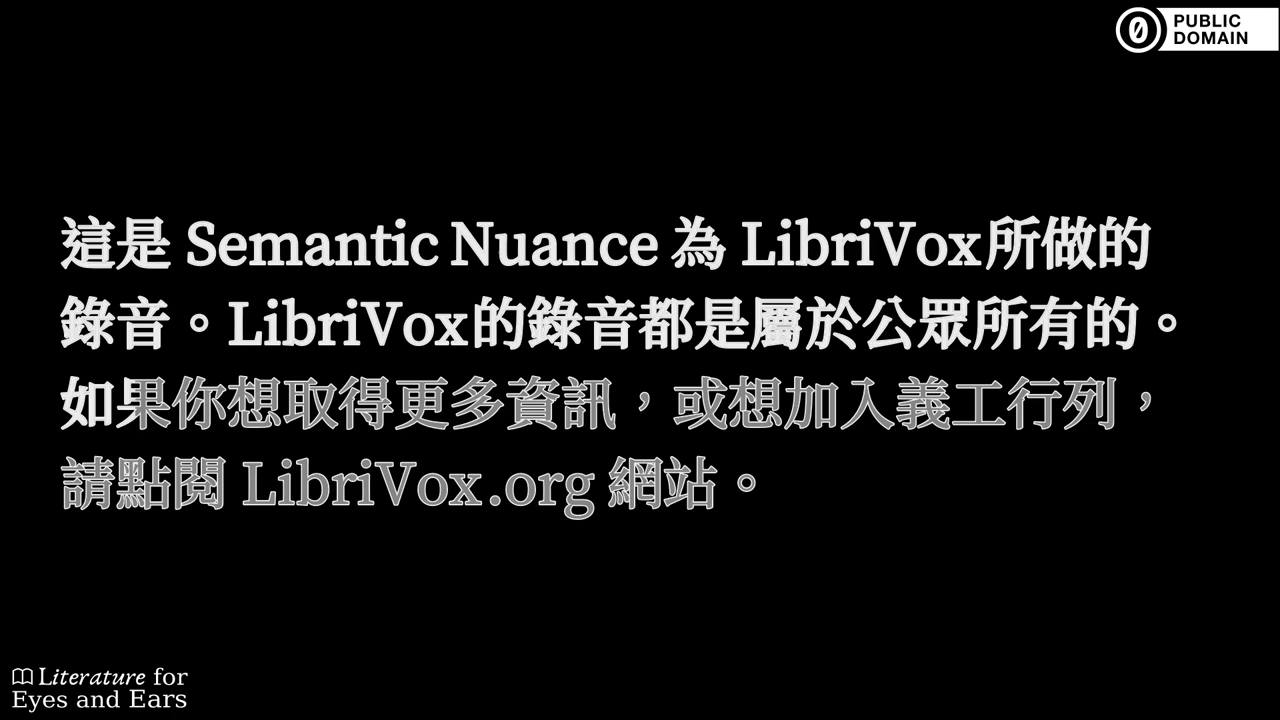 PUBLIC
DOMAIN
這是 Semantic Nuance 為 LibriVox所做的
錄音。LibriVox的錄音都是屬於公眾所有的。
如果你想取得更多資訊，或想加入義工行列，
請點閱 LibriVox.org 網站。
Literature for
Eyes and Ears